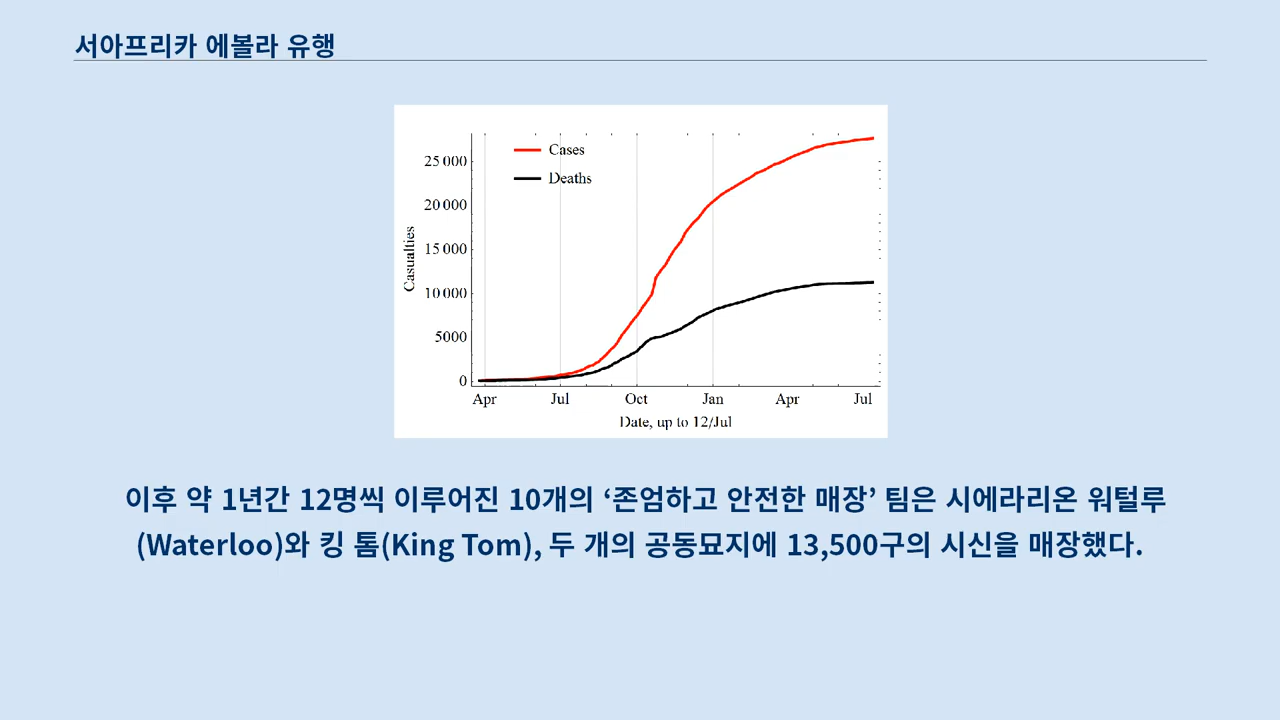 서아프리카 에볼라 유행
Cases
Deaths
25 000
20 000
15 000
10 000
5000
0
Casualties
Apr Jul Oct Jan Apr Jul
Date, up to 12/Jul
이후 약 1년간 12명씩 이루어진 10개의 ‘존엄하고 안전한 매장’ 팀은 시에라리온 워털루
(Waterloo)와 킹 톰(King Tom), 두 개의 공동묘지에 13,500구의 시신을 매장했다.